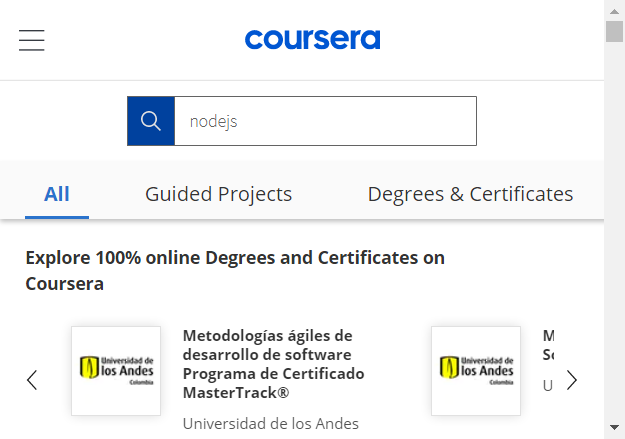 coursera
nodejs
All
Guided Projects
Degrees & Certificates
Explore 100% online Degrees and Certificates on
Coursera
Universidad de
los Andes
Colombia
Metodologías ágiles de
desarrollo de software
Programa de Certificado
MasterTrack®
Universidad de los Andes
Universidad de
los Andes
Colombia